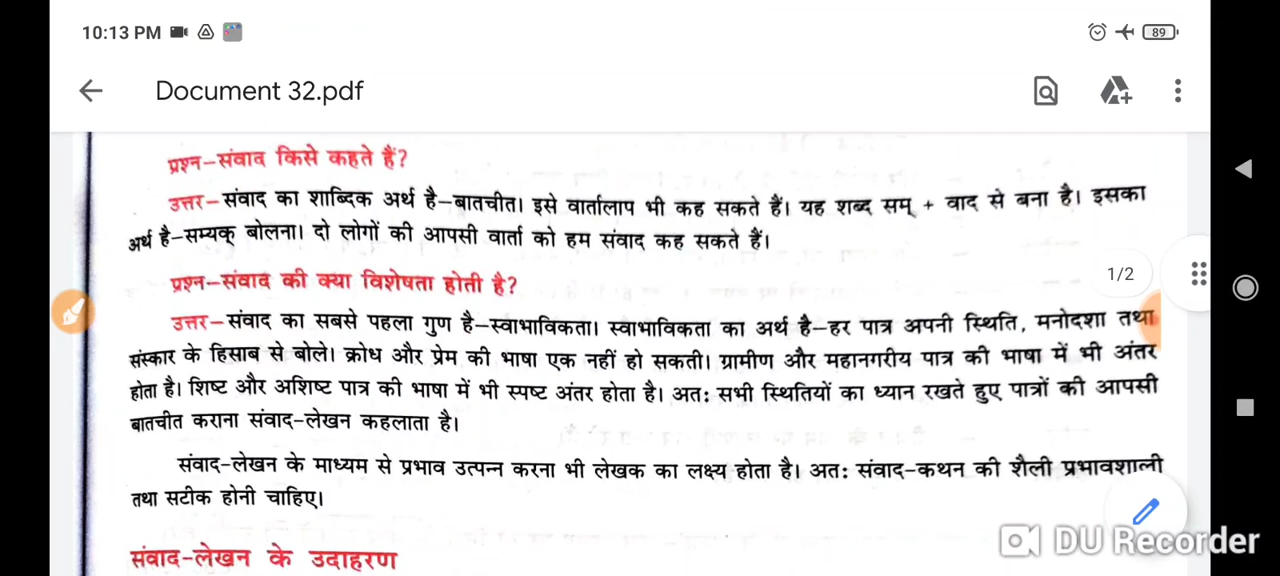 10:13 PM
89
Document 32.pdf
प्रश्न-संवाद किसे कहते हैं?
उत्तर-संवाद का शाब्दिक अर्थ है-बातचीत। इसे वार्तालाप भी कह सकते हैं। यह शब्द सम् + वाद से बना है। इसका
अर्थ है-सम्यक् बोलना। दो लोगों की आपसी वार्ता को हम संवाद कह सकते हैं।
प्रश्न-संवाद की क्या विशेषता होती है?
1/2
उत्तर-संवाद का सबसे पहला गुण है-स्वाभाविकता। स्वाभाविकता का अर्थ है-हर पात्र अपनी स्थिति, मनोदशा तथा
संस्कार के हिसाब से बोले। क्रोध और प्रेम की भाषा एक नहीं हो सकती। ग्रामीण और महानगरीय पात्र की भाषा में भी अंतर
होता है। शिष्ट और अशिष्ट पात्र की भाषा में भी स्पष्ट अंतर होता है। अतः सभी स्थितियों का ध्यान रखते हुए पात्रों की आपसी
बातचीत कराना संवाद-लेखन कहलाता है।
संवाद-लेखन के माध्यम से प्रभाव उत्पन्न करना भी लेखक का लक्ष्य होता है। अतः संवाद-कथन की शैली प्रभावशाली
तथा सटीक होनी चाहिए।
DU Recorder
संवाद-लेखन के उदाहरण